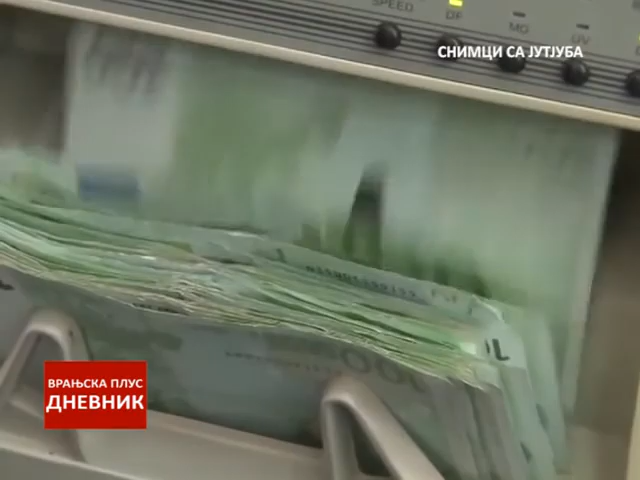 SPEED
DF
MG
UV
СНИМЦИ СА ЈУТЈУБА
ВРАЊСКА ПЛУС
ДНЕВНИК